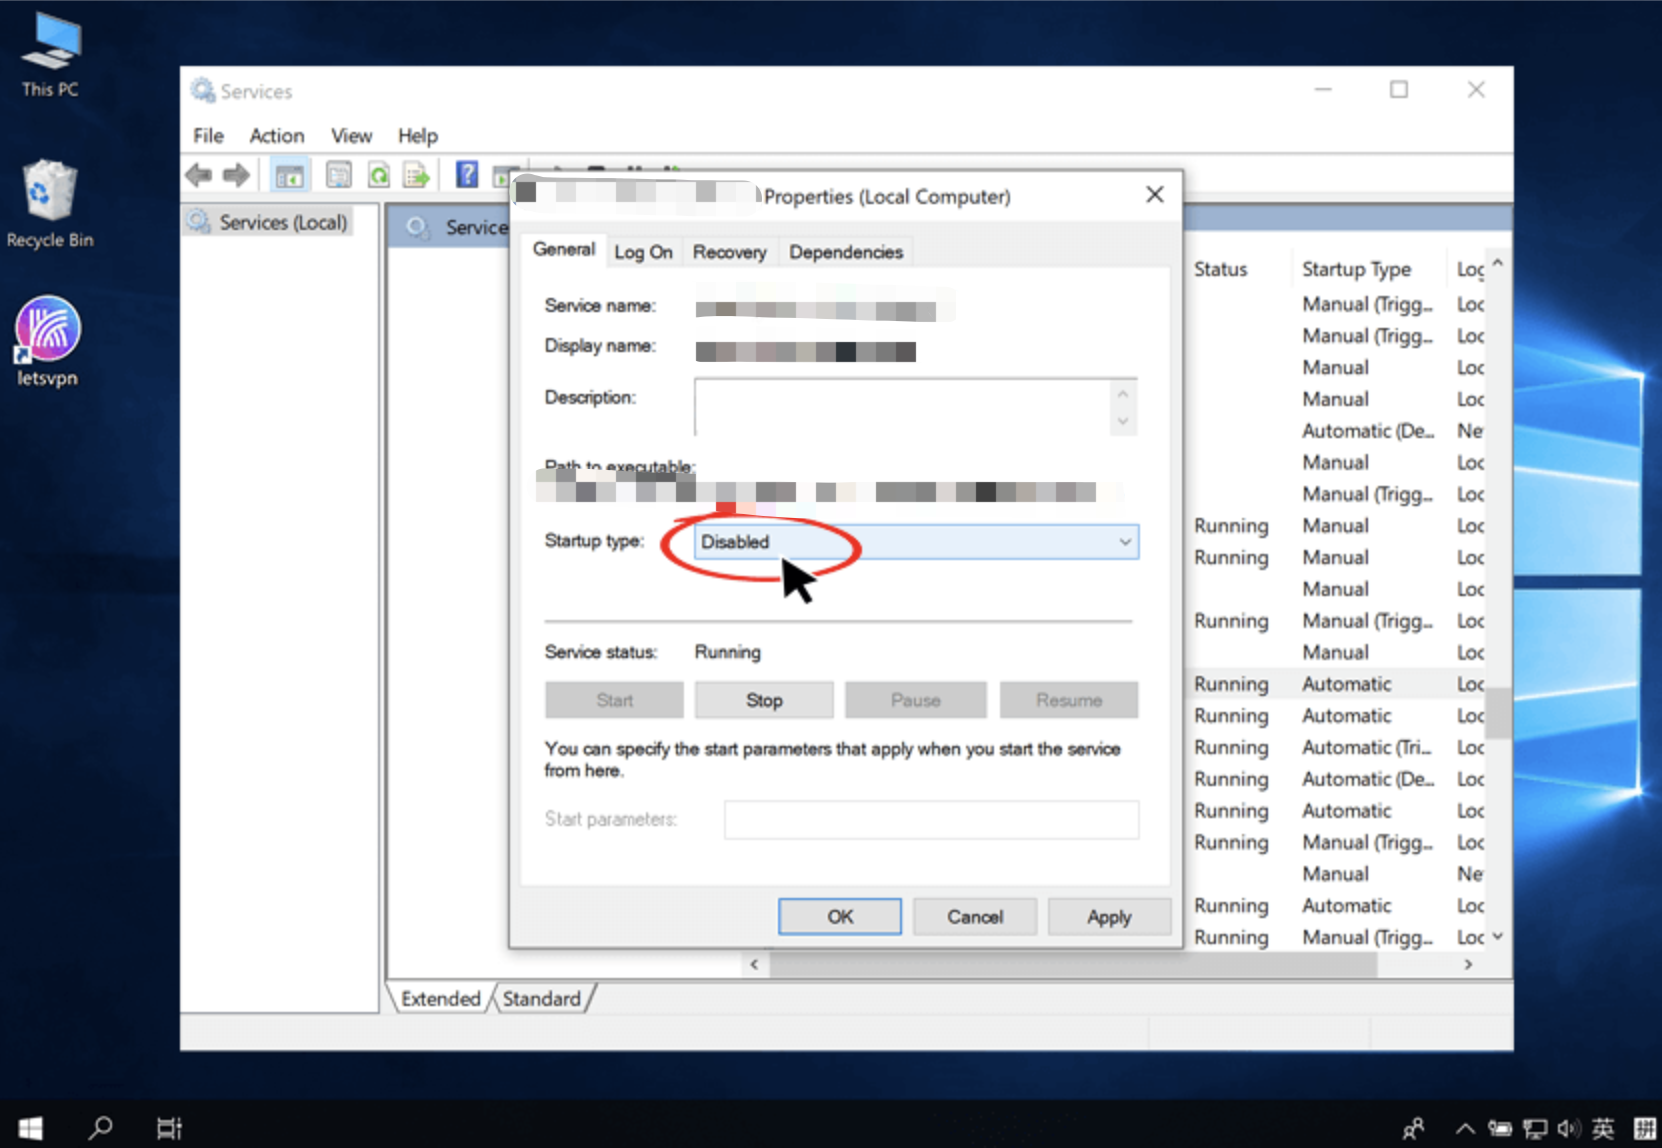 This PC
Recycle Bin
letsvpn
Services
File Action View Help
Services (Local)
Service
Properties (Local Computer)
General Log On Recovery Dependencies
Service name:
Display name:
Description:
Path to executable:
Startup type: Disabled
Service status: Running
Start Stop Pause Resume
You can specify the start parameters that apply when you start the service
from here.
Start parameters:
OK Cancel Apply
Status Startup Type Log
Manual (Trigg... Loc
Manual (Trigg... Loc
Manual Loc
Manual Loc
Automatic (De... Ne
Manual Loc
Manual (Trigg... Loc
Running Manual Loc
Running Manual Loc
Manual Loc
Running Manual (Trigg... Loc
Manual Loc
Running Automatic Loc
Running Automatic Loc
Running Automatic (Tri... Loc
Running Automatic (De... Loc
Running Automatic Loc
Running Manual (Trigg... Loc
Manual Ne
Running Automatic Loc
Running Manual (Trigg... Loc
Extended Standard
英 拼